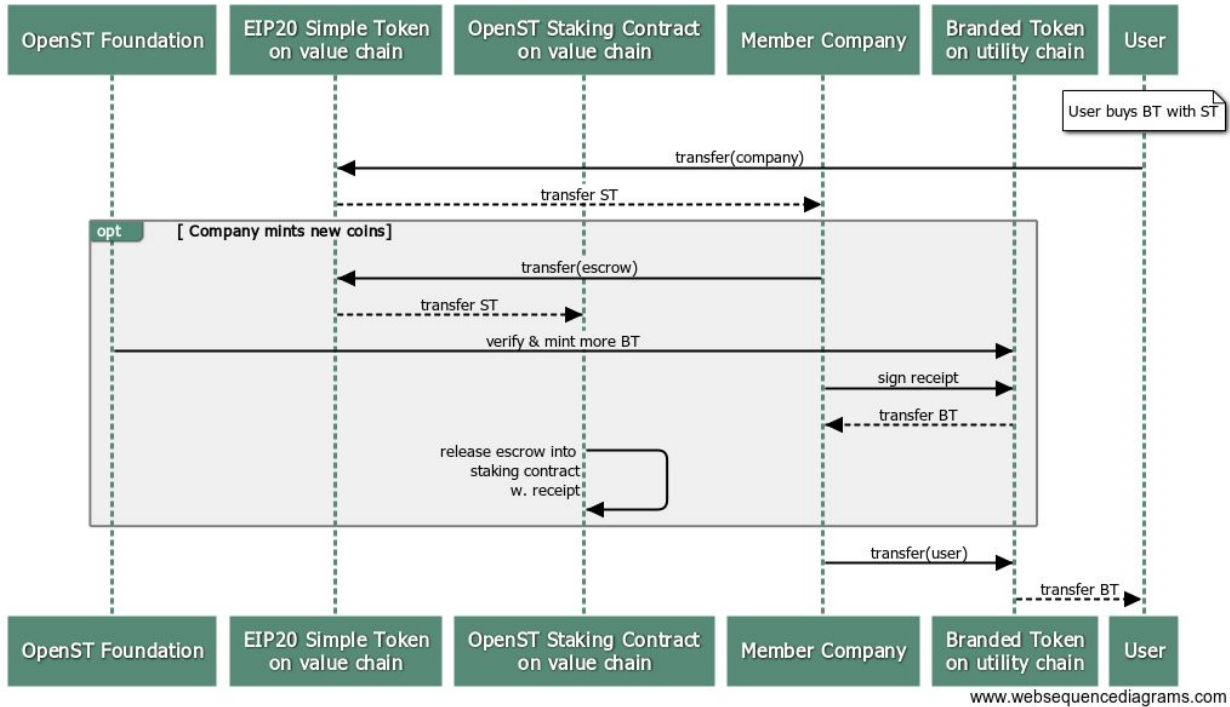 OpenST Foundation
EIP20 Simple Token
on value chain
OpenST Staking Contract
on value chain
Member Company
Branded Token
on utility chain
User
User buys BT with ST
transfer(company)
transfer ST
opt
[ Company mints new coins]
transfer(escrow)
transfer ST
verify & mint more BT
sign receipt
transfer BT
release escrow into
staking contract
w. receipt
transfer(user)
transfer BT
OpenST Foundation
EIP20 Simple Token
on value chain
OpenST Staking Contract
on value chain
Member Company
Branded Token
on utility chain
User
www.websequencediagrams.com